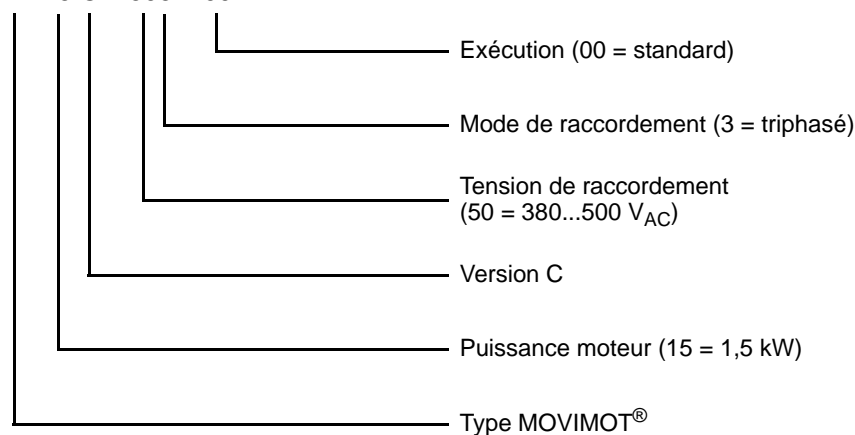 Exécution (00 = standard)
Mode de raccordement (3 = triphasé)
Tension de raccordement
(50 = 380...500 VAC)
Version C
Puissance moteur (15 = 1,5 kW)
Type MOVIMOT®